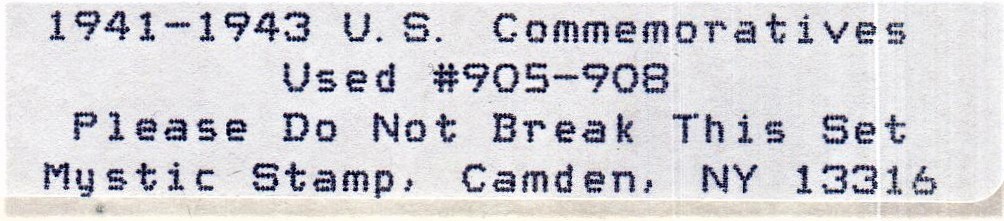 1941-1943 U.S. Commemoratives
Used #905-908
Please Do Not Break This Set
Mystic Stamp, Camden, NY 13316